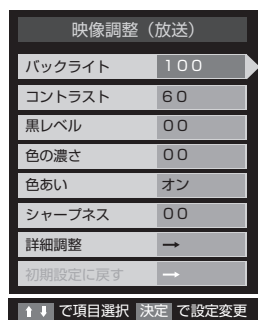 映像調整（放送）
バックライト 100
コントラスト 60
黒レベル 00
色の濃さ 00
色あい オン
シャープネス 00
詳細調整 →
初期設定に戻す →
⬆⬇ で項目選択 決定 で設定変更